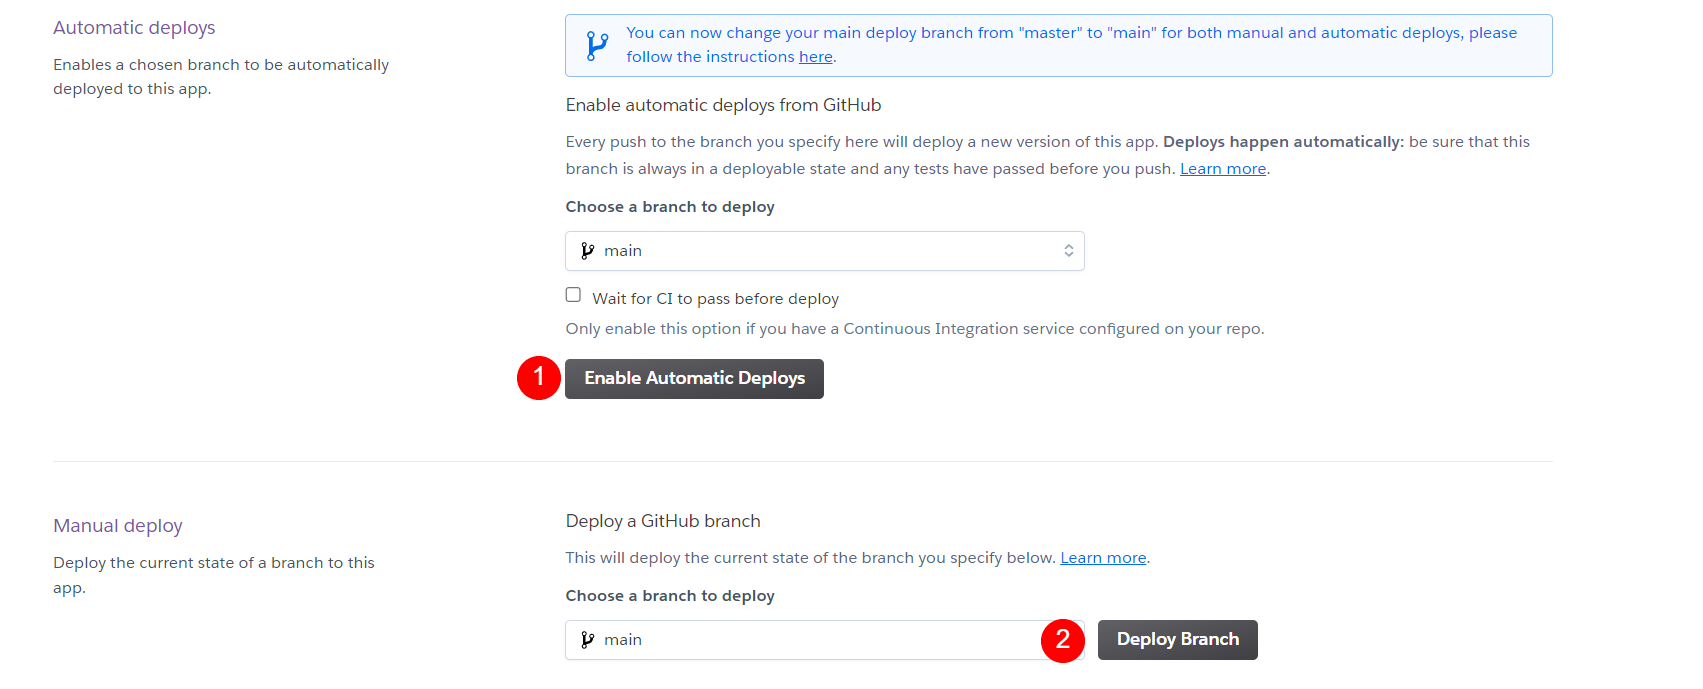 Automatic deploys
Enables a chosen branch to be automatically
deployed to this app.
You can now change your main deploy branch from "master" to "main" for both manual and automatic deploys, please
follow the instructions here.
Enable automatic deploys from GitHub
Every push to the branch you specify here will deploy a new version of this app. Deploys happen automatically: be sure that this
branch is always in a deployable state and any tests have passed before you push. Learn more.
Choose a branch to deploy
main
Wait for CI to pass before deploy
Only enable this option if you have a Continuous Integration service configured on your repo.
1 Enable Automatic Deploys
Manual deploy
Deploy the current state of a branch to this
app.
Deploy a GitHub branch
This will deploy the current state of the branch you specify below. Learn more.
Choose a branch to deploy
main 2 Deploy Branch